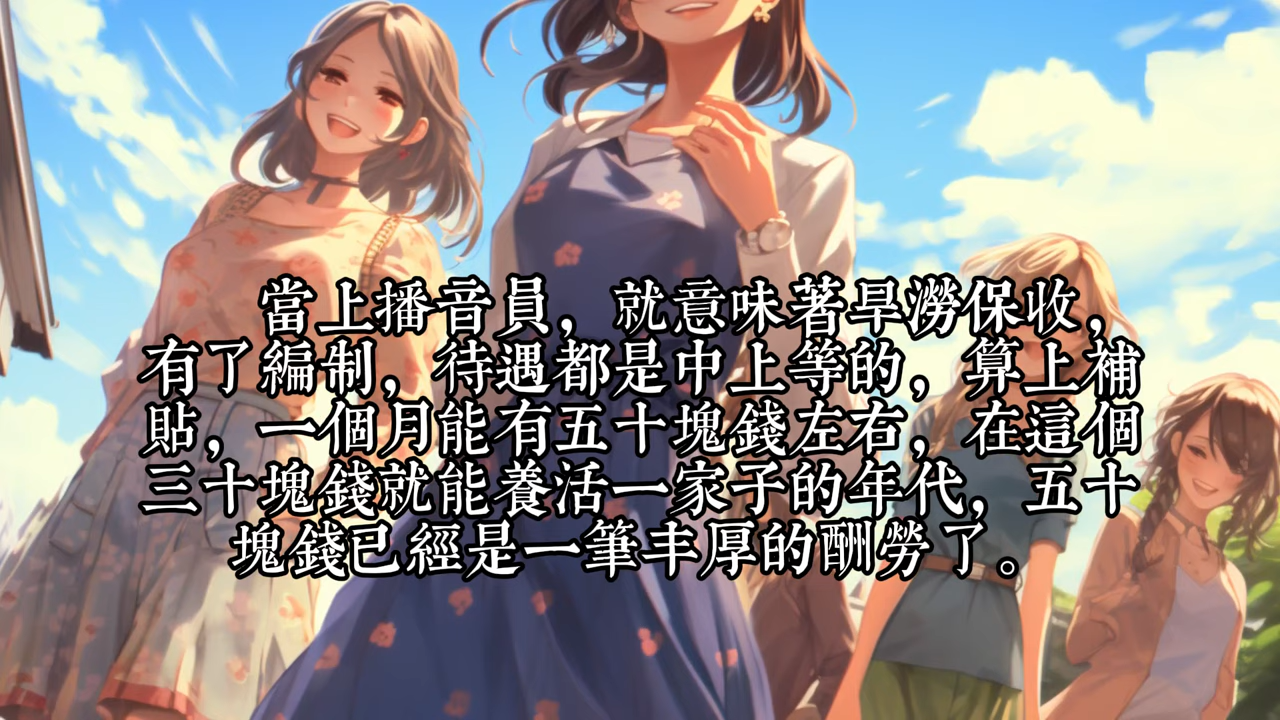 當上播音員，就意味著旱澇保收，
有了編制，待遇都是中上等的，算上補
貼，一個月能有五十塊錢左右，在這個
三十塊錢就能養活一家子的年代，五十
塊錢已經是一筆丰厚的酬勞了。